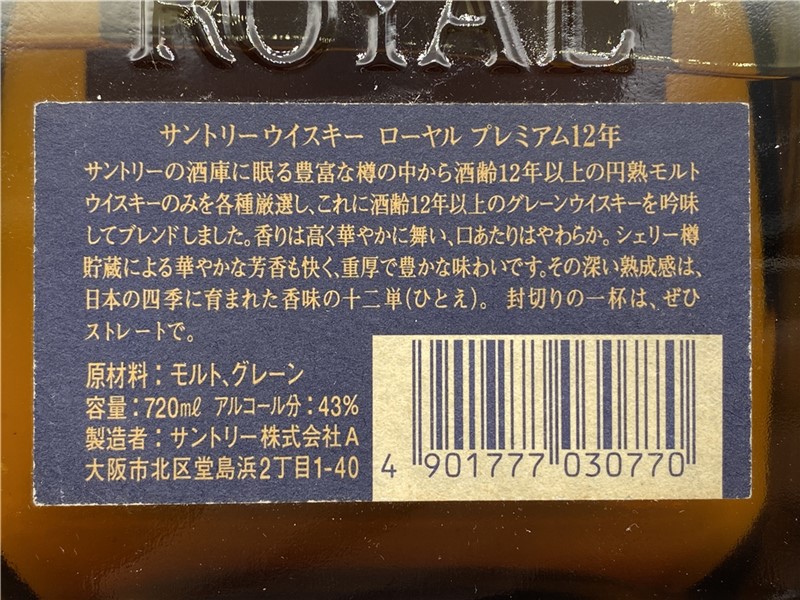 ROYAL
サントリーウイスキー ローヤル プレミアム12年
サントリーの酒庫に眠る豊富な樽の中から酒齢12年以上の円熟モルト
ウイスキーのみを各種厳選し、これに酒齢12年以上のグレーンウイスキーを吟味
してブレンドしました。香りは高く華やかに舞い、口あたりはやわらか。シェリー樽
貯蔵による華やかな芳香も快く、重厚で豊かな味わいです。その深い熟成感は、
日本の四季に育まれた香味の十二単(ひとえ)。 封切りの一杯は、ぜひ
ストレートで。
原材料：モルト、グレーン
容量：720mℓ アルコール分：43%
製造者：サントリー株式会社A
大阪市北区堂島浜2丁目1-40
4 901777 030770